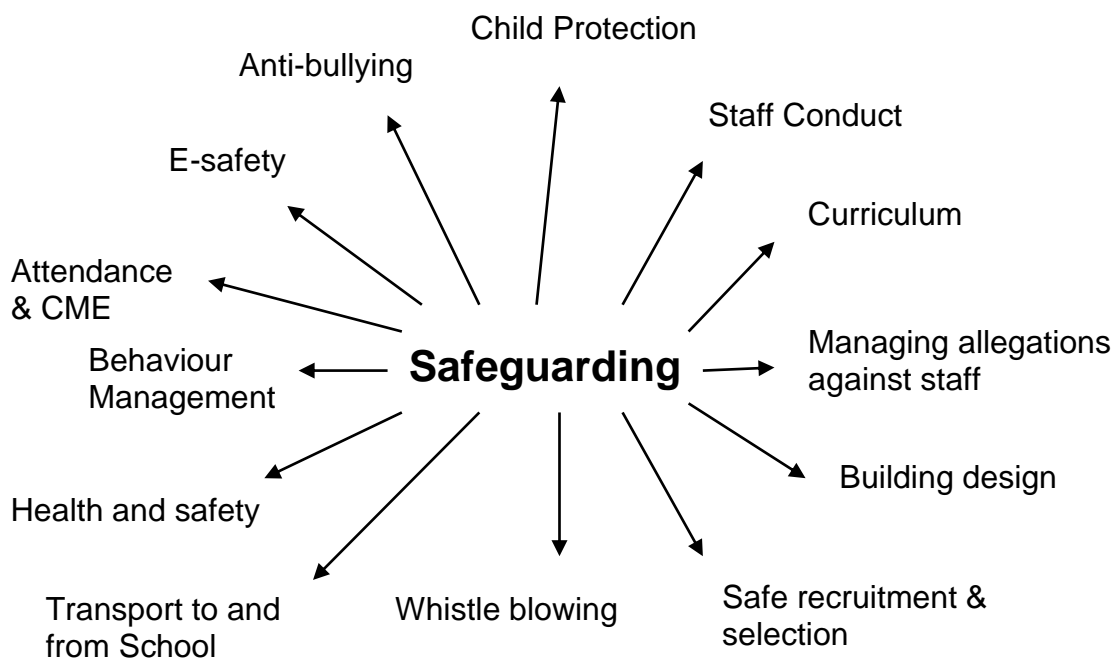 Child Protection
Anti-bullying
Staff Conduct
E-safety
Curriculum
Attendance
& CME
Managing allegations
against staff
Behaviour
Management
Safeguarding
Building design
Health and safety
Transport to and
from School
Whistle blowing
Safe recruitment &
selection